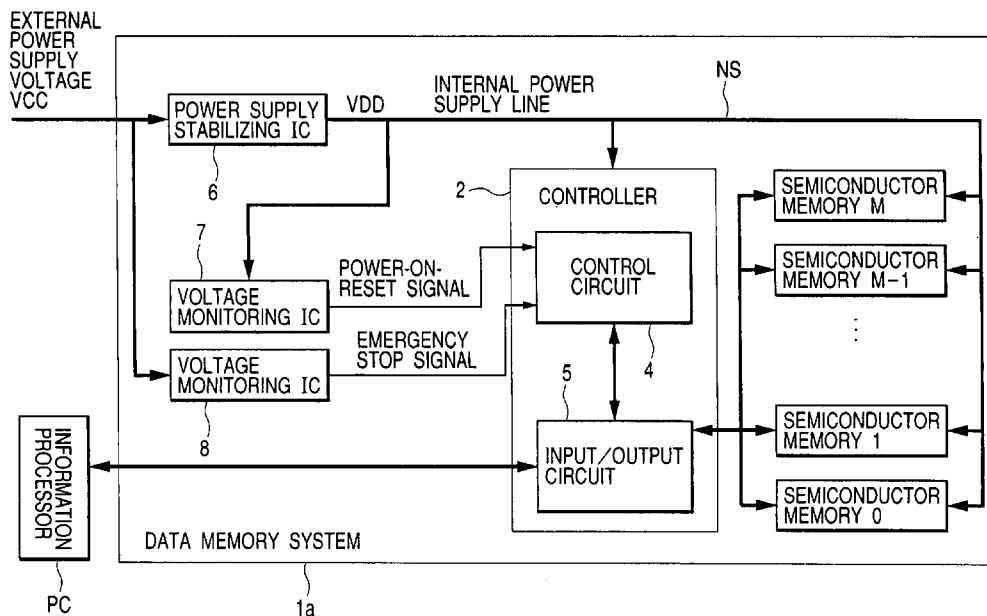 EXTERNAL
POWER
SUPPLY
VOLTAGE
VCC
POWER SUPPLY
STABILIZING IC
6
VDD
INTERNAL POWER
SUPPLY LINE
NS
2
CONTROLLER
7
VOLTAGE
MONITORING IC
POWER-ON-
RESET SIGNAL
CONTROL
CIRCUIT
4
VOLTAGE
MONITORING IC
8
EMERGENCY
STOP SIGNAL
5
INPUT/OUTPUT
CIRCUIT
SEMICONDUCTOR
MEMORY M
SEMICONDUCTOR
MEMORY M-1
⋮
SEMICONDUCTOR
MEMORY 1
SEMICONDUCTOR
MEMORY 0
INFORMATION
PROCESSOR
PC
DATA MEMORY SYSTEM
1a